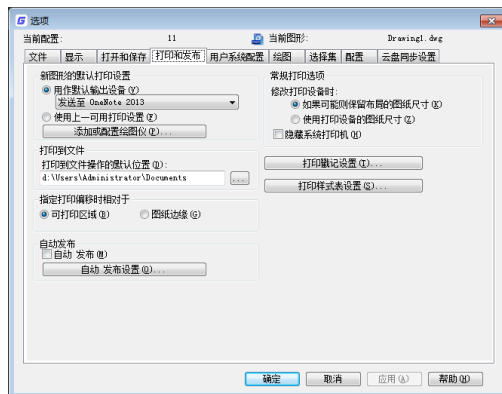 选项
当前配置: 11 当前图形: Drawing1.dwg
文件 显示 打开和保存 打印和发布 用户系统配置 绘图 选择集 配置 云盘同步设置
新图形的默认打印设置
用作默认输出设备(V)
发送至 OneNote 2013
使用上一可用打印设置(F)
添加或配置绘图仪(P)...
打印到文件
打印到文件操作的默认位置(D):
d:\Users\Administrator\Documents
...
指定打印偏移时相对于
可打印区域(B) 图纸边缘(G)
自动发布
自动 发布(M)
自动 发布设置(O)...
常规打印选项
修改打印设备时:
如果可能则保留布局的图纸尺寸(K)
使用打印设备的图纸尺寸(Z)
隐藏系统打印机(H)
打印戳记设置(T)...
打印样式表设置(S)...
确定 取消 应用(A) 帮助(H)